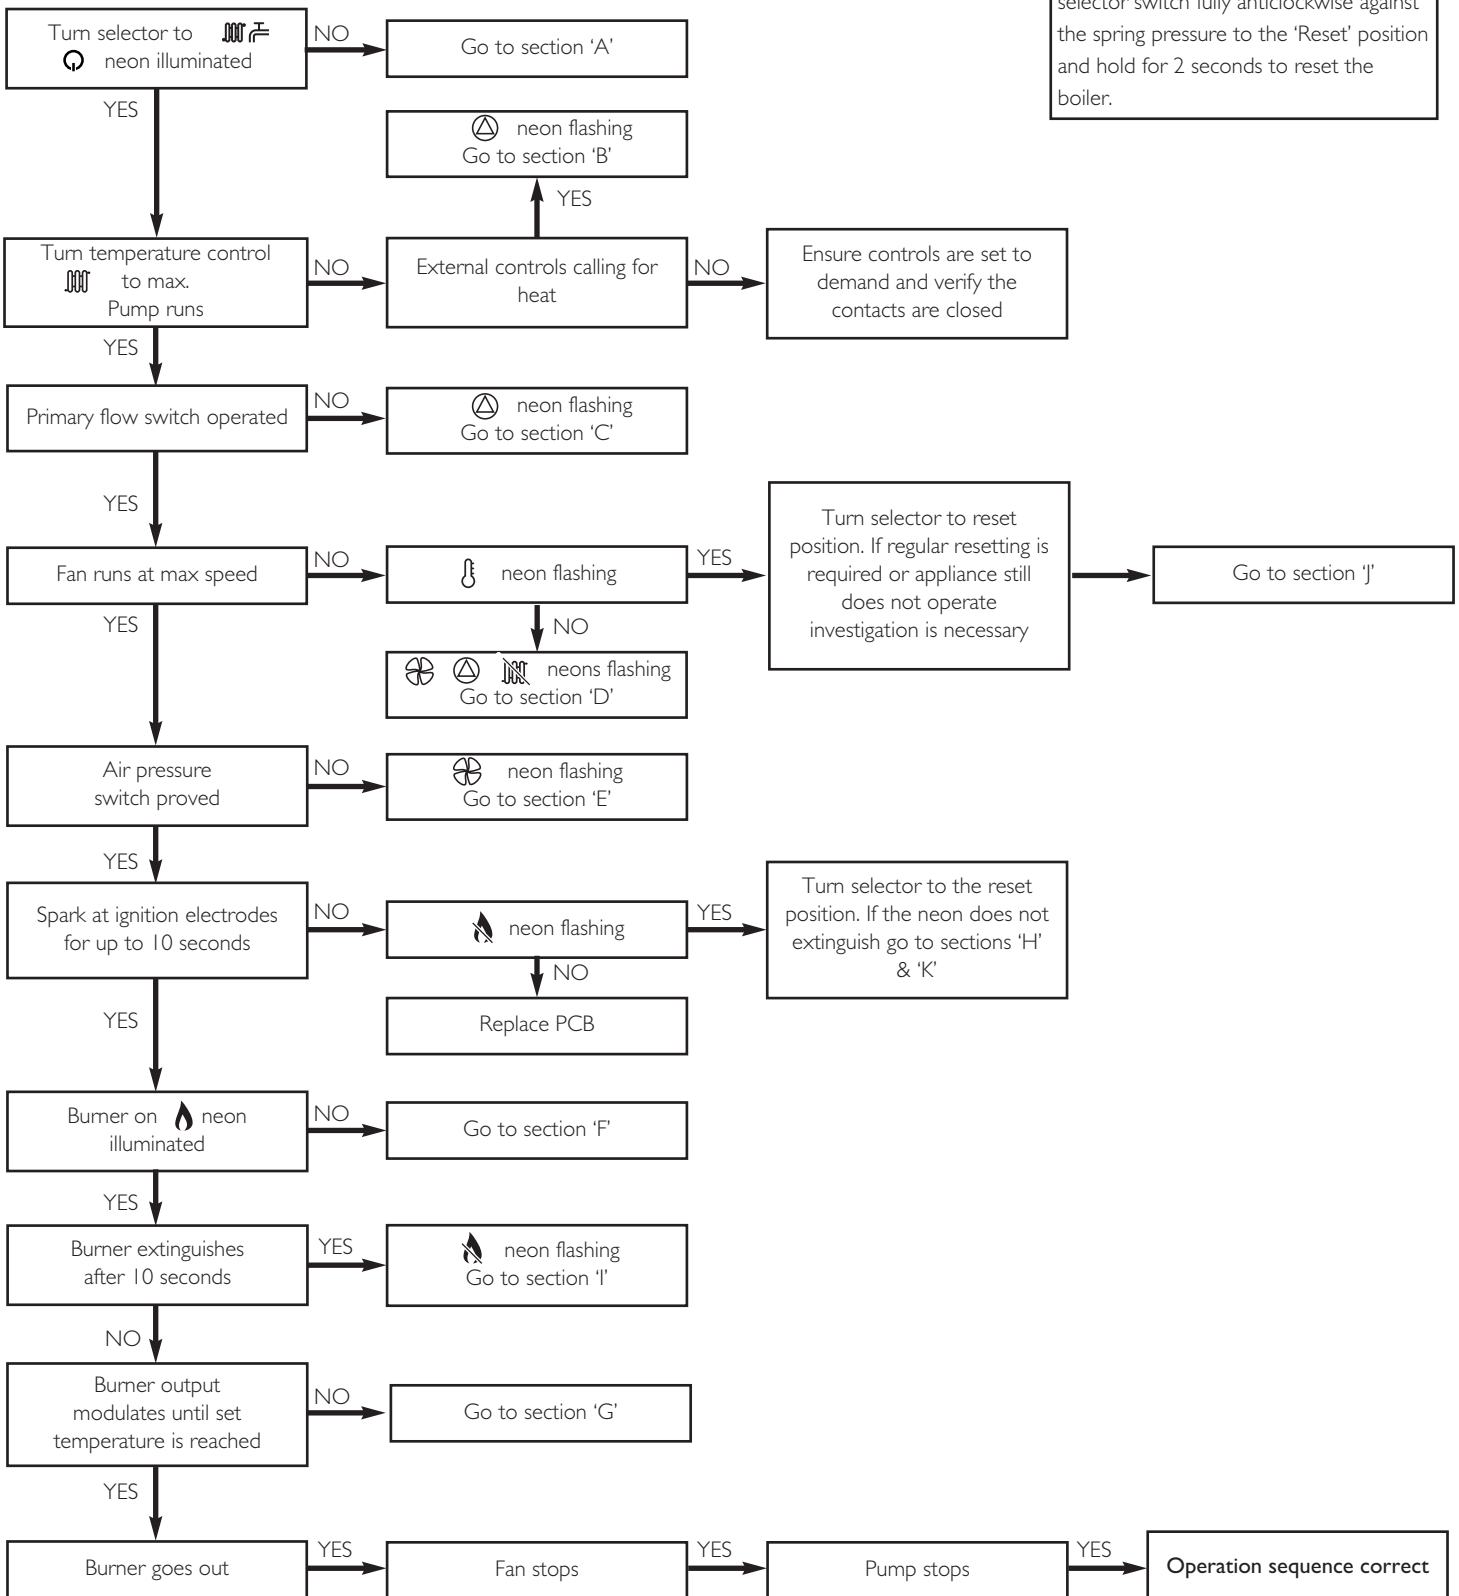 selector switch fully anticlockwise against
the spring pressure to the ‘Reset’ position
and hold for 2 seconds to reset the
boiler.
Turn selector to
neon illuminated
NO
Go to section ‘A’
YES
neon flashing
Go to section ‘B’
YES
Turn temperature control
to max.
Pump runs
NO
External controls calling for
heat
NO
Ensure controls are set to
demand and verify the
contacts are closed
YES
Primary flow switch operated
NO
neon flashing
Go to section ‘C’
YES
Fan runs at max speed
NO
neon flashing
YES
Turn selector to reset
position. If regular resetting is
required or appliance still
does not operate
investigation is necessary
Go to section ‘J’
NO
neons flashing
Go to section ‘D’
YES
Air pressure
switch proved
NO
neon flashing
Go to section ‘E’
YES
Spark at ignition electrodes
for up to 10 seconds
NO
neon flashing
YES
Turn selector to the reset
position. If the neon does not
extinguish go to sections ‘H’
& ‘K’
NO
Replace PCB
YES
Burner on neon
illuminated
NO
Go to section ‘F’
YES
Burner extinguishes
after 10 seconds
YES
neon flashing
Go to section ‘I’
NO
Burner output
modulates until set
temperature is reached
NO
Go to section ‘G’
YES
Burner goes out
YES
Fan stops
YES
Pump stops
YES
Operation sequence correct